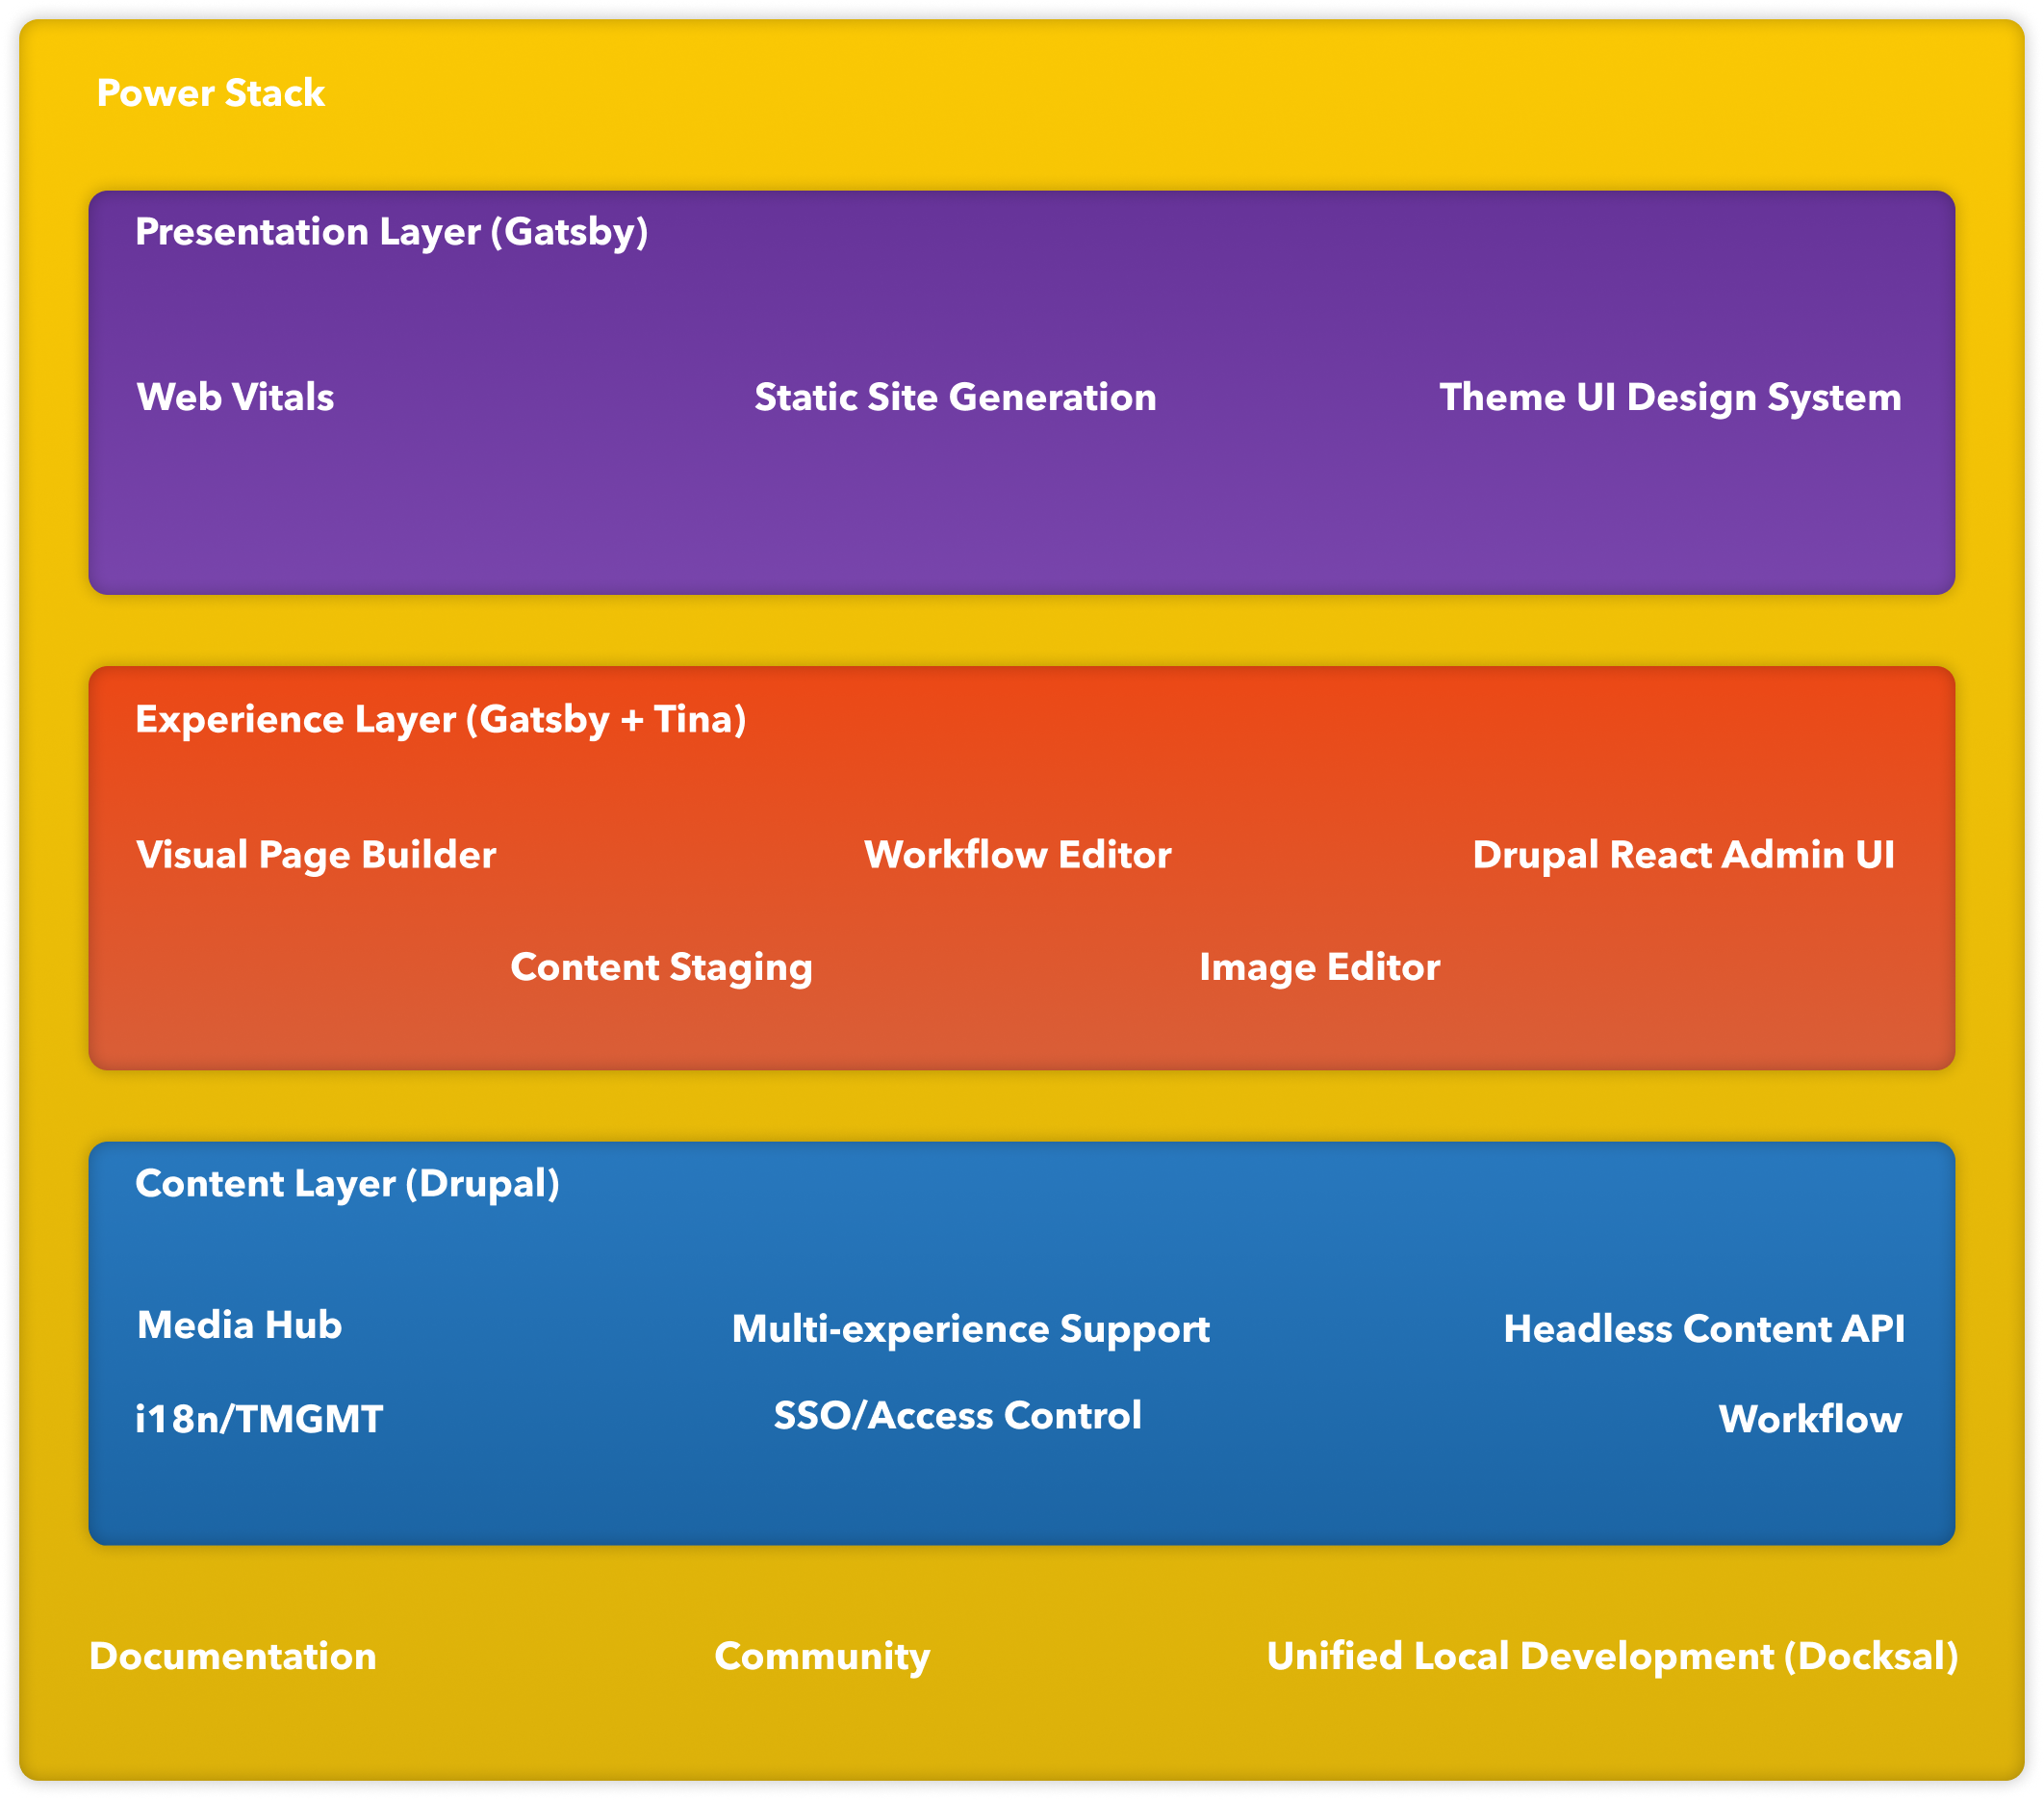 Power Stack
Presentation Layer (Gatsby)
Web Vitals
Static Site Generation
Theme UI Design System
Experience Layer (Gatsby + Tina)
Visual Page Builder
Workflow Editor
Drupal React Admin UI
Content Staging
Image Editor
Content Layer (Drupal)
Media Hub
Multi-experience Support
Headless Content API
i18n/TMGMT
SSO/Access Control
Workflow
Documentation
Community
Unified Local Development (Docksal)